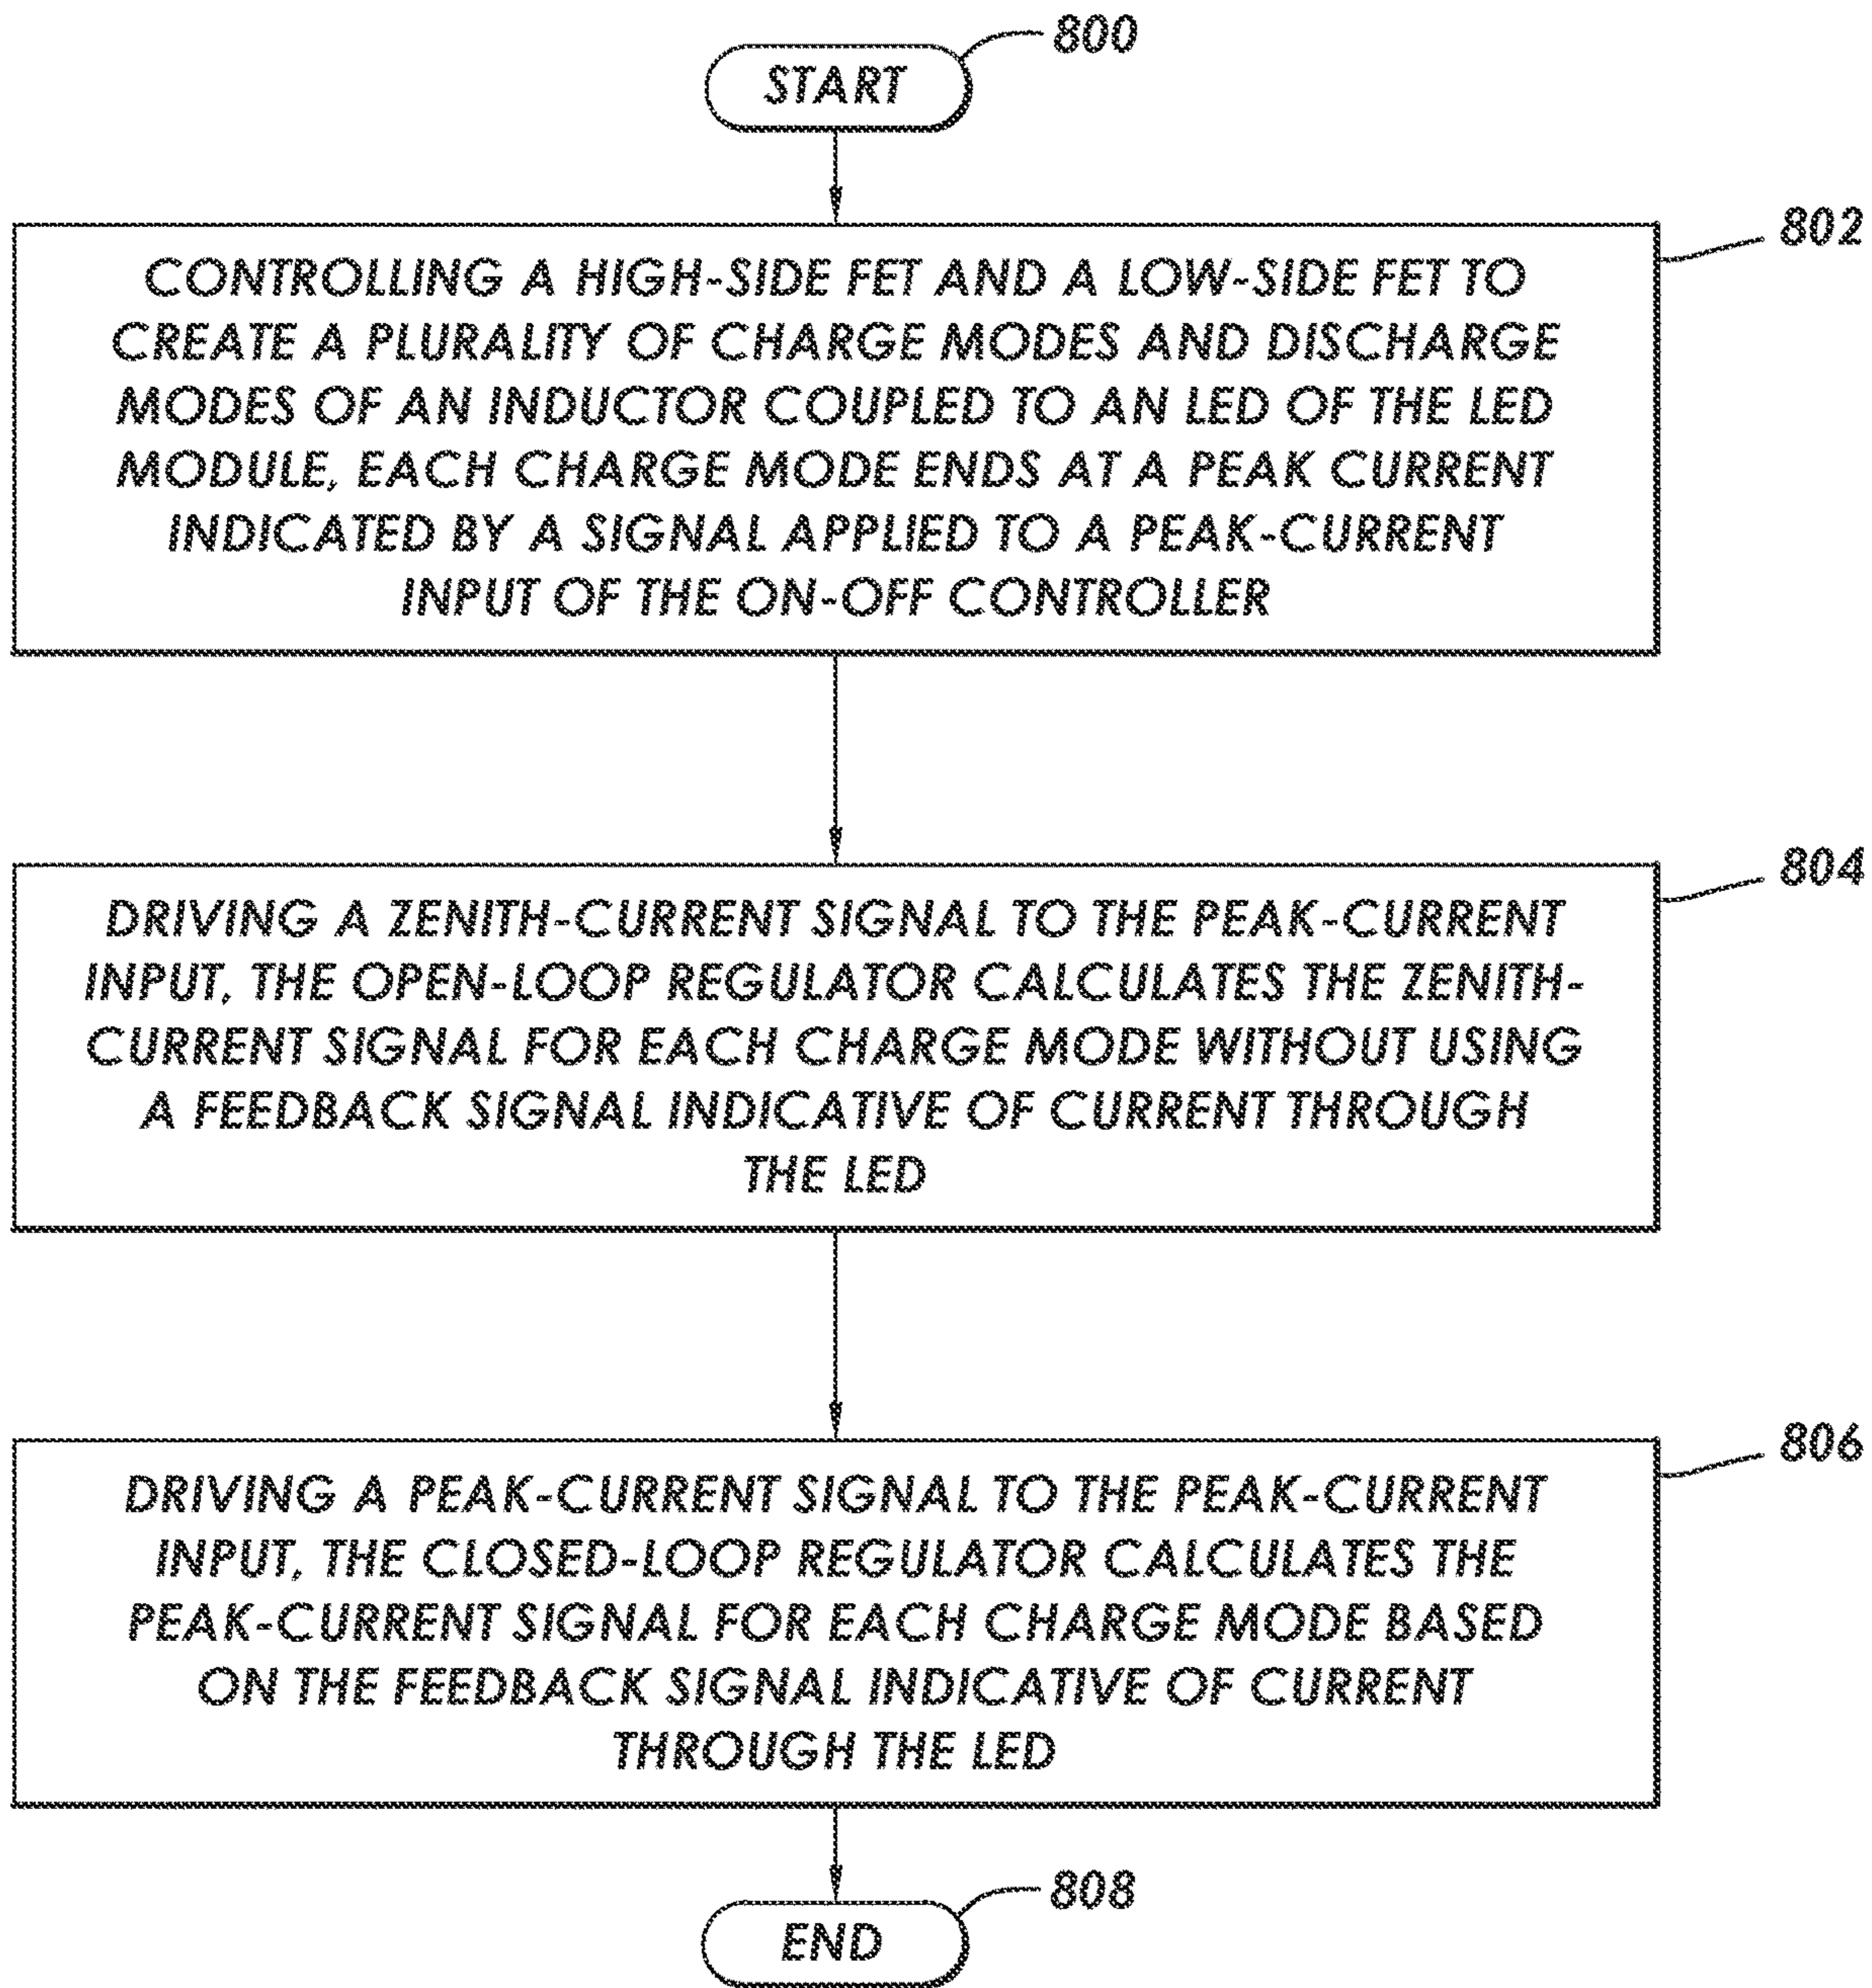 800
START
802
CONTROLLING A HIGH-SIDE FET AND A LOW-SIDE FET TO
CREATE A PLURALITY OF CHARGE MODES AND DISCHARGE
MODES OF AN INDUCTOR COUPLED TO AN LED OF THE LED
MODULE, EACH CHARGE MODE ENDS AT A PEAK CURRENT
INDICATED BY A SIGNAL APPLIED TO A PEAK-CURRENT
INPUT OF THE ON-OFF CONTROLLER
804
DRIVING A ZENITH-CURRENT SIGNAL TO THE PEAK-CURRENT
INPUT, THE OPEN-LOOP REGULATOR CALCULATES THE ZENITH-
CURRENT SIGNAL FOR EACH CHARGE MODE WITHOUT USING
A FEEDBACK SIGNAL INDICATIVE OF CURRENT THROUGH
THE LED
806
DRIVING A PEAK-CURRENT SIGNAL TO THE PEAK-CURRENT
INPUT, THE CLOSED-LOOP REGULATOR CALCULATES THE
PEAK-CURRENT SIGNAL FOR EACH CHARGE MODE BASED
ON THE FEEDBACK SIGNAL INDICATIVE OF CURRENT
THROUGH THE LED
808
END